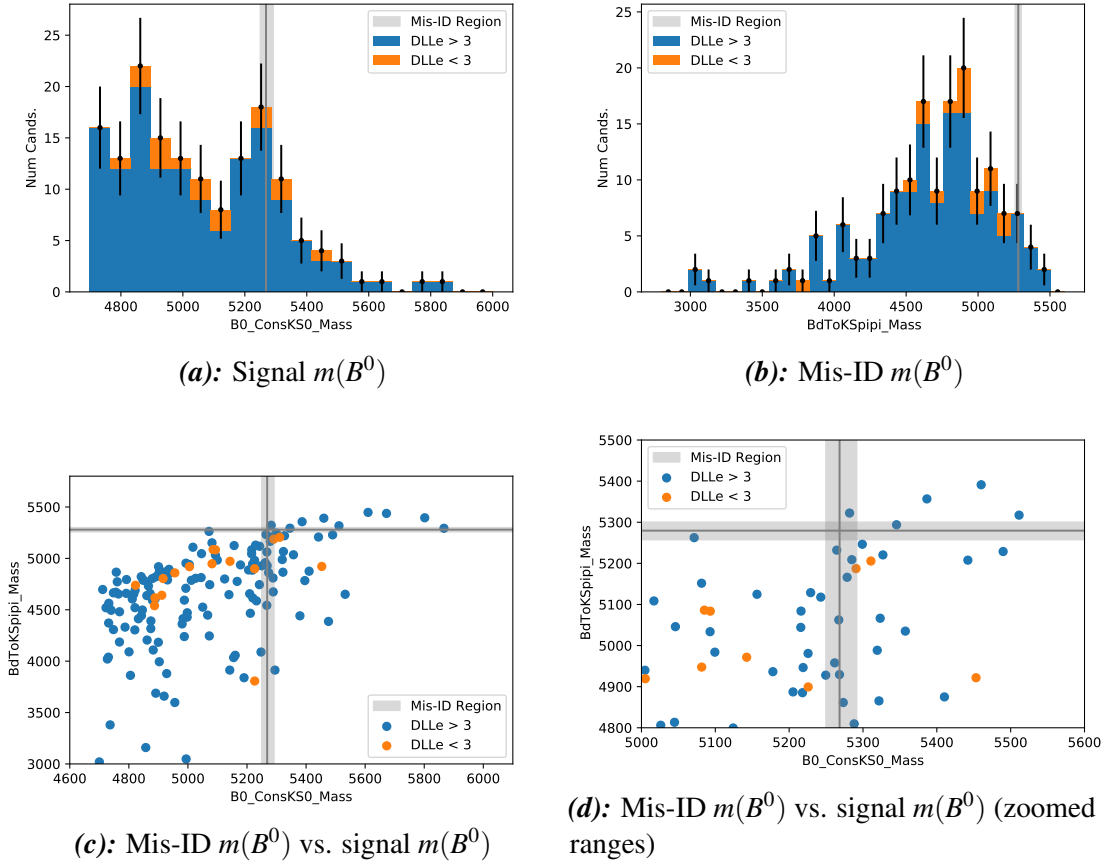 Mis-ID Region
DLLe > 3
DLLe < 3
Num Cands.
25
20
15
10
5
0
4800 5000 5200 5400 5600 5800 6000
B0_ConsKS0_Mass
(a): Signal m(B⁰)
Mis-ID Region
DLLe > 3
DLLe < 3
Num Cands.
25
20
15
10
5
0
3000 3500 4000 4500 5000 5500
BdToKSpipi_Mass
(b): Mis-ID m(B⁰)
BdToKSpipi_Mass
5500
5000
4500
4000
3500
3000
Mis-ID Region
DLLe > 3
DLLe < 3
4600 4800 5000 5200 5400 5600 5800 6000
B0_ConsKS0_Mass
(c): Mis-ID m(B⁰) vs. signal m(B⁰)
Mis-ID Region
DLLe > 3
DLLe < 3
BdToKSpipi_Mass
5500
5400
5300
5200
5100
5000
4900
4800
5000 5100 5200 5300 5400 5500 5600
B0_ConsKS0_Mass
(d): Mis-ID m(B⁰) vs. signal m(B⁰) (zoomed
ranges)